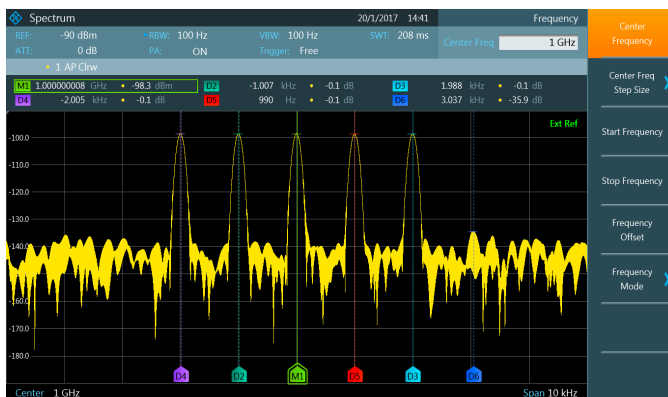 Spectrum 20/1/2017 14:41 Frequency
REF: -90 dBm RBW: 100 Hz VBW: 100 Hz SWT: 208 ms
ATT: 0 dB PA: ON Trigger: Free
Center Freq 1 GHz
1 AP Clrw
M1 1.000000008 GHz • -98.3 dBm D2 -1.007 kHz • -0.1 dB D3 1.988 kHz • -0.1 dB
D4 -2.005 kHz • -0.1 dB D5 990 Hz • -0.1 dB D6 3.037 kHz • -35.9 dB
Ext Ref
-100.0
-110.0
-120.0
-130.0
-140.0
-150.0
-160.0
-170.0
-180.0
D4 D2 M1 D5 D3 D6
Center 1 GHz Span 10 kHz
Center
Frequency
Center Freq
Step Size
Start Frequency
Stop Frequency
Frequency
Offset
Frequency
Mode